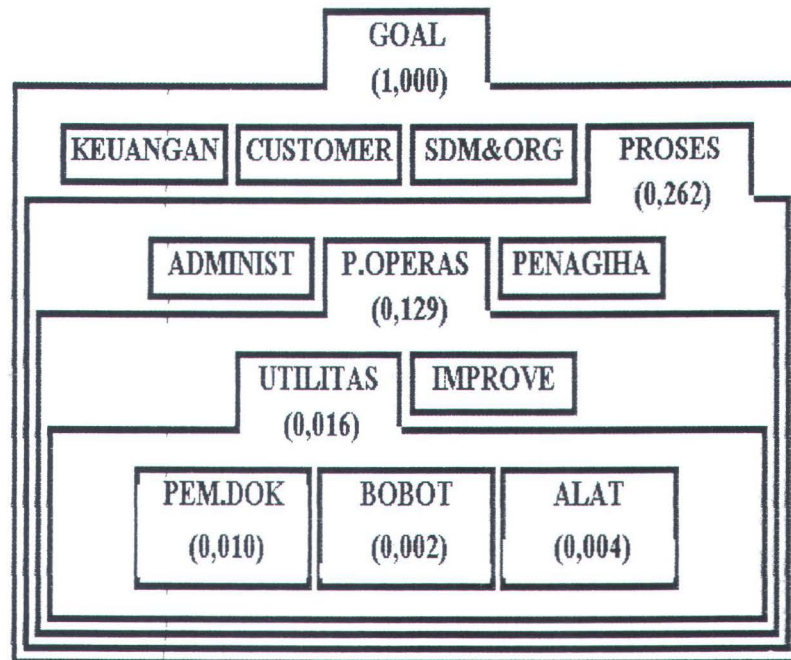 GOAL
(1,000)
KEUANGAN CUSTOMER SDM&ORG PROSES
(0,262)
ADMINIST P.OPERAS PENAGIHA
(0,129)
UTILITAS IMPROVE
(0,016)
PEM.DOK BOBOT ALAT
(0,010) (0,002) (0,004)